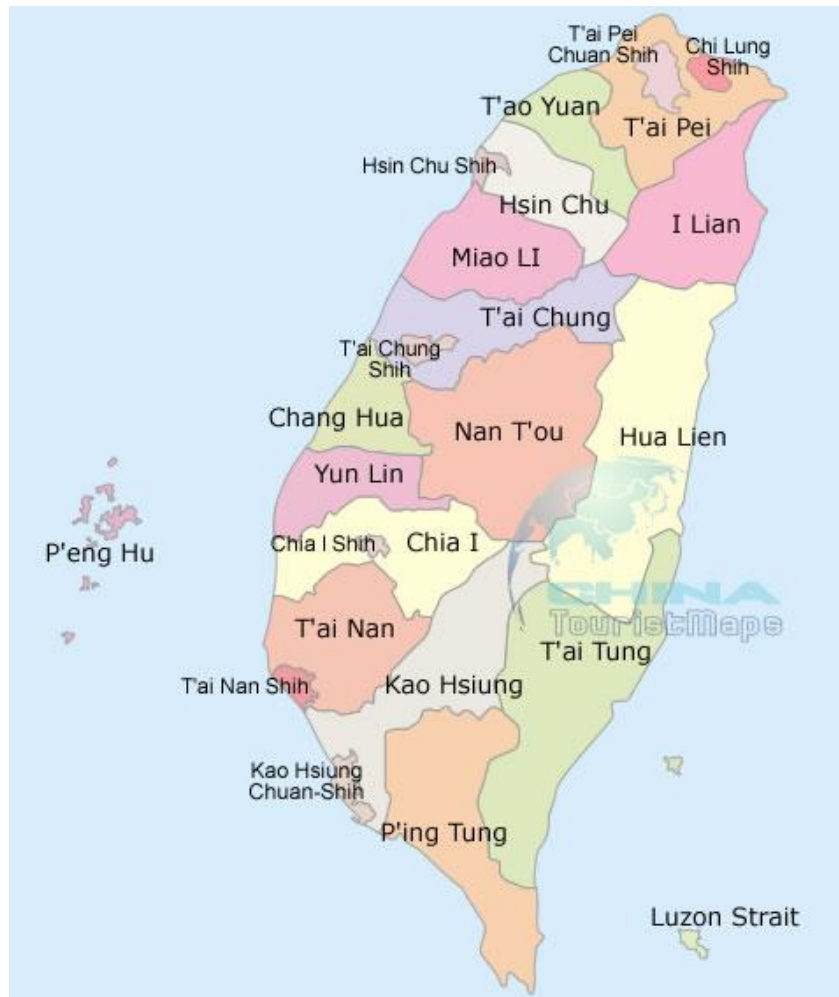 T'ai Pei
Chuan Shih
Chi Lung
Shih
T'ao Yuan
T'ai Pei
Hsin Chu Shih
Hsin Chu
I Lian
Miao LI
T'ai Chung
T'ai Chung
Shih
Chang Hua
Nan T'ou
Hua Lien
Yun Lin
Chia I Shih
Chia I
P'eng Hu
CHINA
TouristMaps
T'ai Nan
T'ai Tung
T'ai Nan Shih
Kao Hsiung
Kao Hsiung
Chuan-Shih
P'ing Tung
Luzon Strait